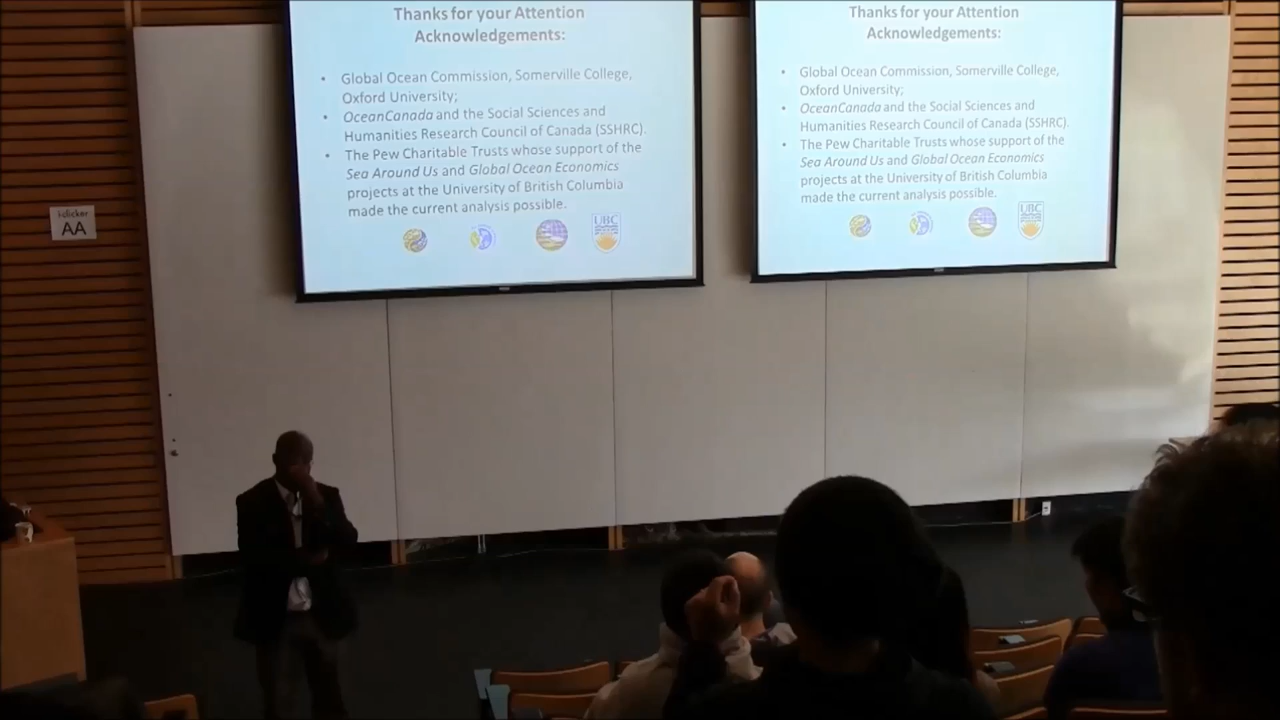 Thanks for your Attention
Acknowledgements:
• Global Ocean Commission, Somerville College,
Oxford University;
• OceanCanada and the Social Sciences and
Humanities Research Council of Canada (SSHRC).
• The Pew Charitable Trusts whose support of the
Sea Around Us and Global Ocean Economics
projects at the University of British Columbia
made the current analysis possible.
UBC
Thanks for your Attention
Acknowledgements:
• Global Ocean Commission, Somerville College,
Oxford University;
• OceanCanada and the Social Sciences and
Humanities Research Council of Canada (SSHRC).
• The Pew Charitable Trusts whose support of the
Sea Around Us and Global Ocean Economics
projects at the University of British Columbia
made the current analysis possible.
UBC
i-clicker
AA